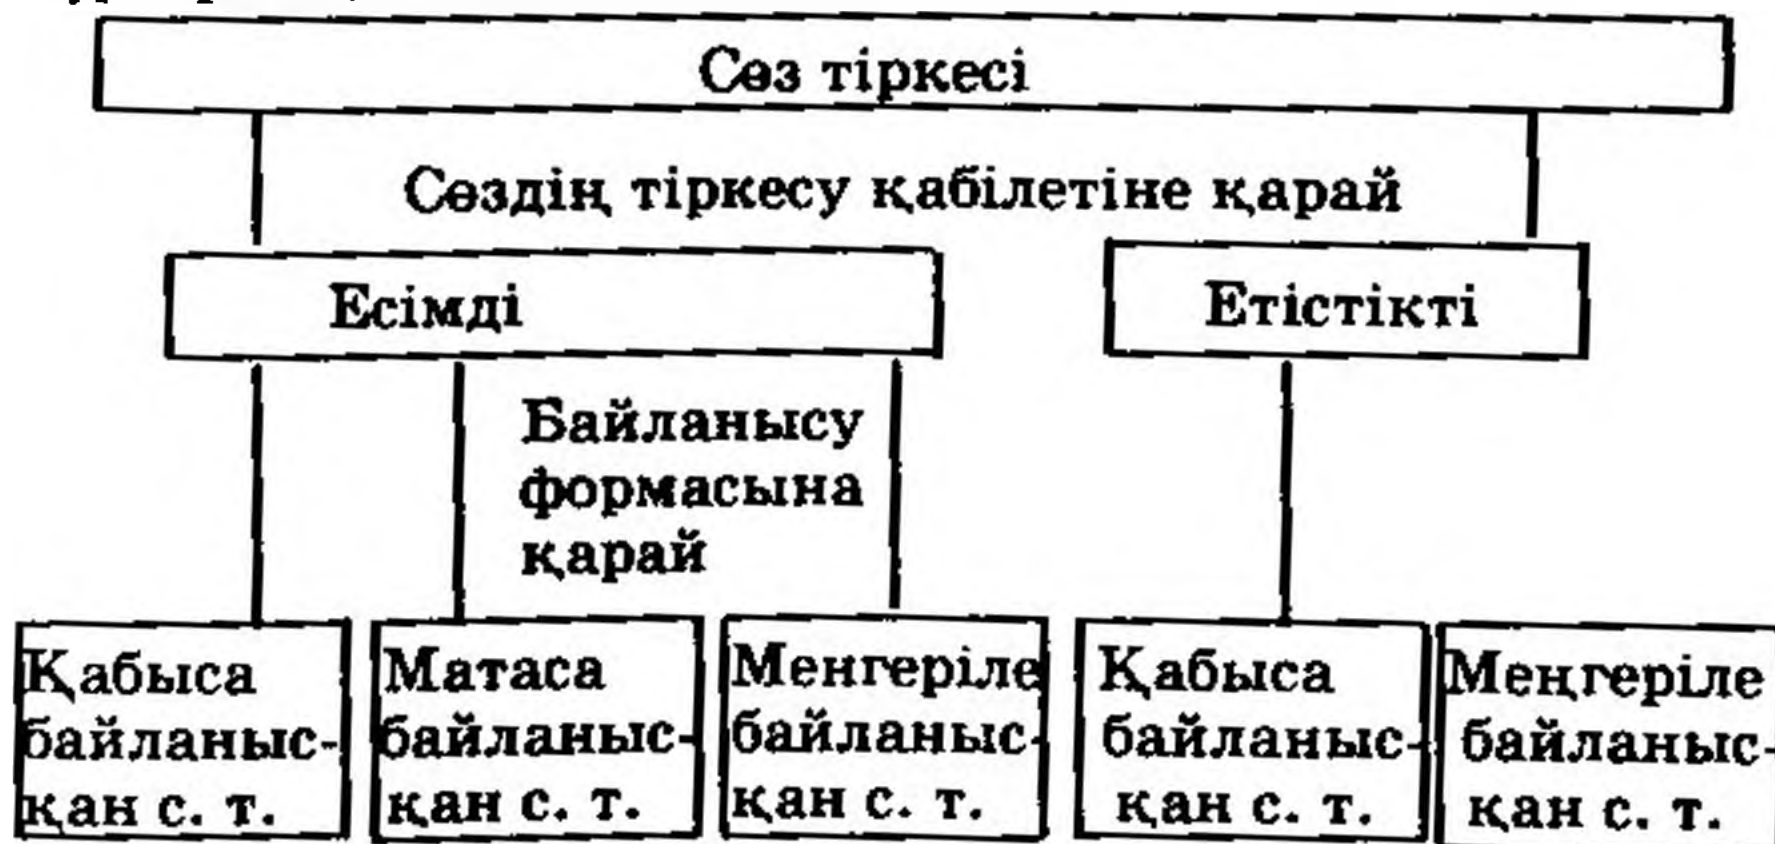 Сөз тіркесі
Сөздің тіркесу қабілетіне қарай
Есімді
Етістікті
Байланысу
формасына
қарай
Қабыса
байланыс-
қан с. т.
Матаса
байланыс-
қан с. т.
Менгеріле
байланыс-
қан с. т.
Қабыса
байланыс-
қан с. т.
Меңгеріле
байланыс-
қан с. т.